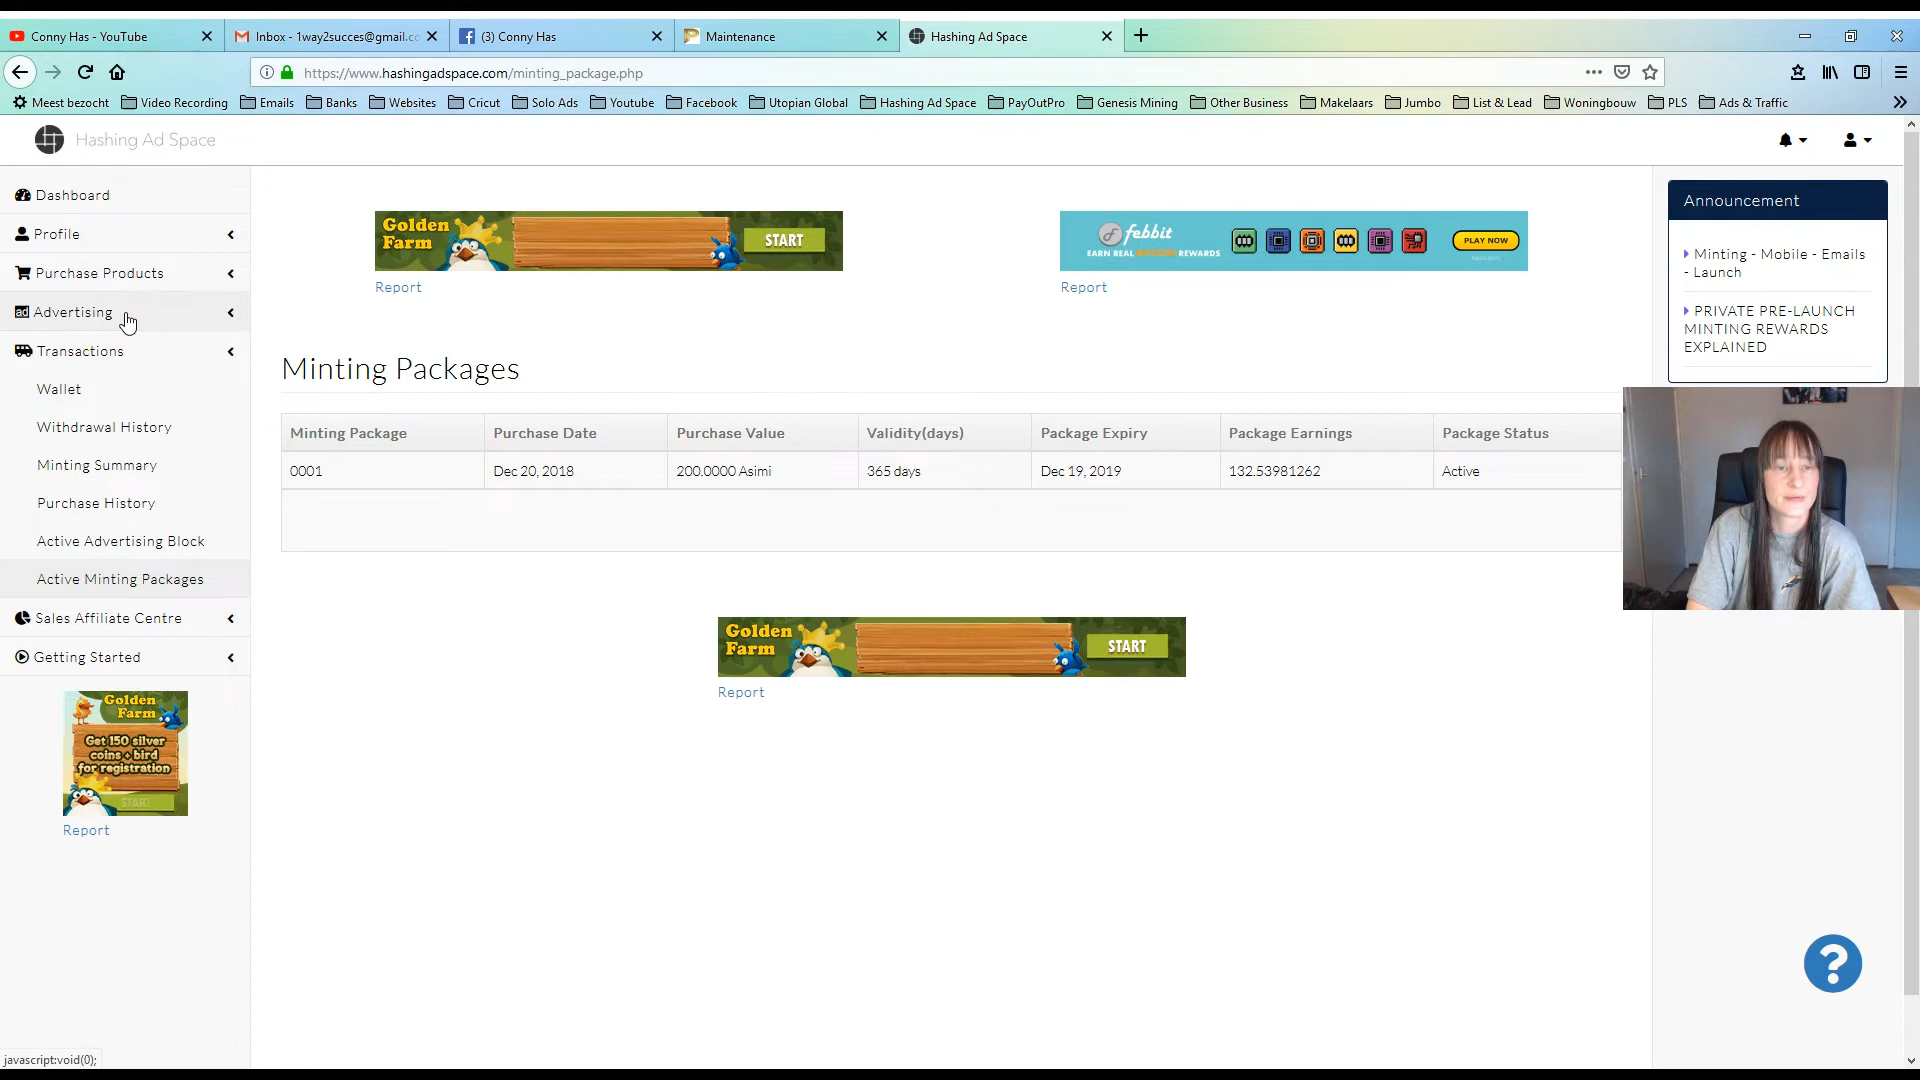 Conny Has - YouTube
Inbox - 1way2succes@gmail.co
(3) Conny Has
Maintenance
Hashing Ad Space
https://www.hashingadspace.com/minting_package.php
Meest bezocht
Video Recording
Emails
Banks
Websites
Cricut
Solo Ads
Youtube
Facebook
Utopian Global
Hashing Ad Space
PayOutPro
Genesis Mining
Other Business
Makelaars
Jumbo
List & Lead
Woningbouw
PLS
Ads & Traffic
Hashing Ad Space
Dashboard
Profile
Purchase Products
ad Advertising
Transactions
Wallet
Withdrawal History
Minting Summary
Purchase History
Active Advertising Block
Active Minting Packages
Sales Affiliate Centre
Getting Started
Golden
Farm
Get 150 silver
coins + bird
for registration
START
Report
Golden
Farm
START
Report
febbit
EARN REAL BITCOIN REWARDS
PLAY NOW
Report
Minting Packages
Minting Package Purchase Date Purchase Value Validity(days) Package Expiry Package Earnings Package Status
0001 Dec 20, 2018 200.0000 Asimi 365 days Dec 19, 2019 132.53981262 Active
Golden
Farm
START
Report
Announcement
Minting - Mobile - Emails
- Launch
PRIVATE PRE-LAUNCH
MINTING REWARDS
EXPLAINED
?
javascript:void(0);